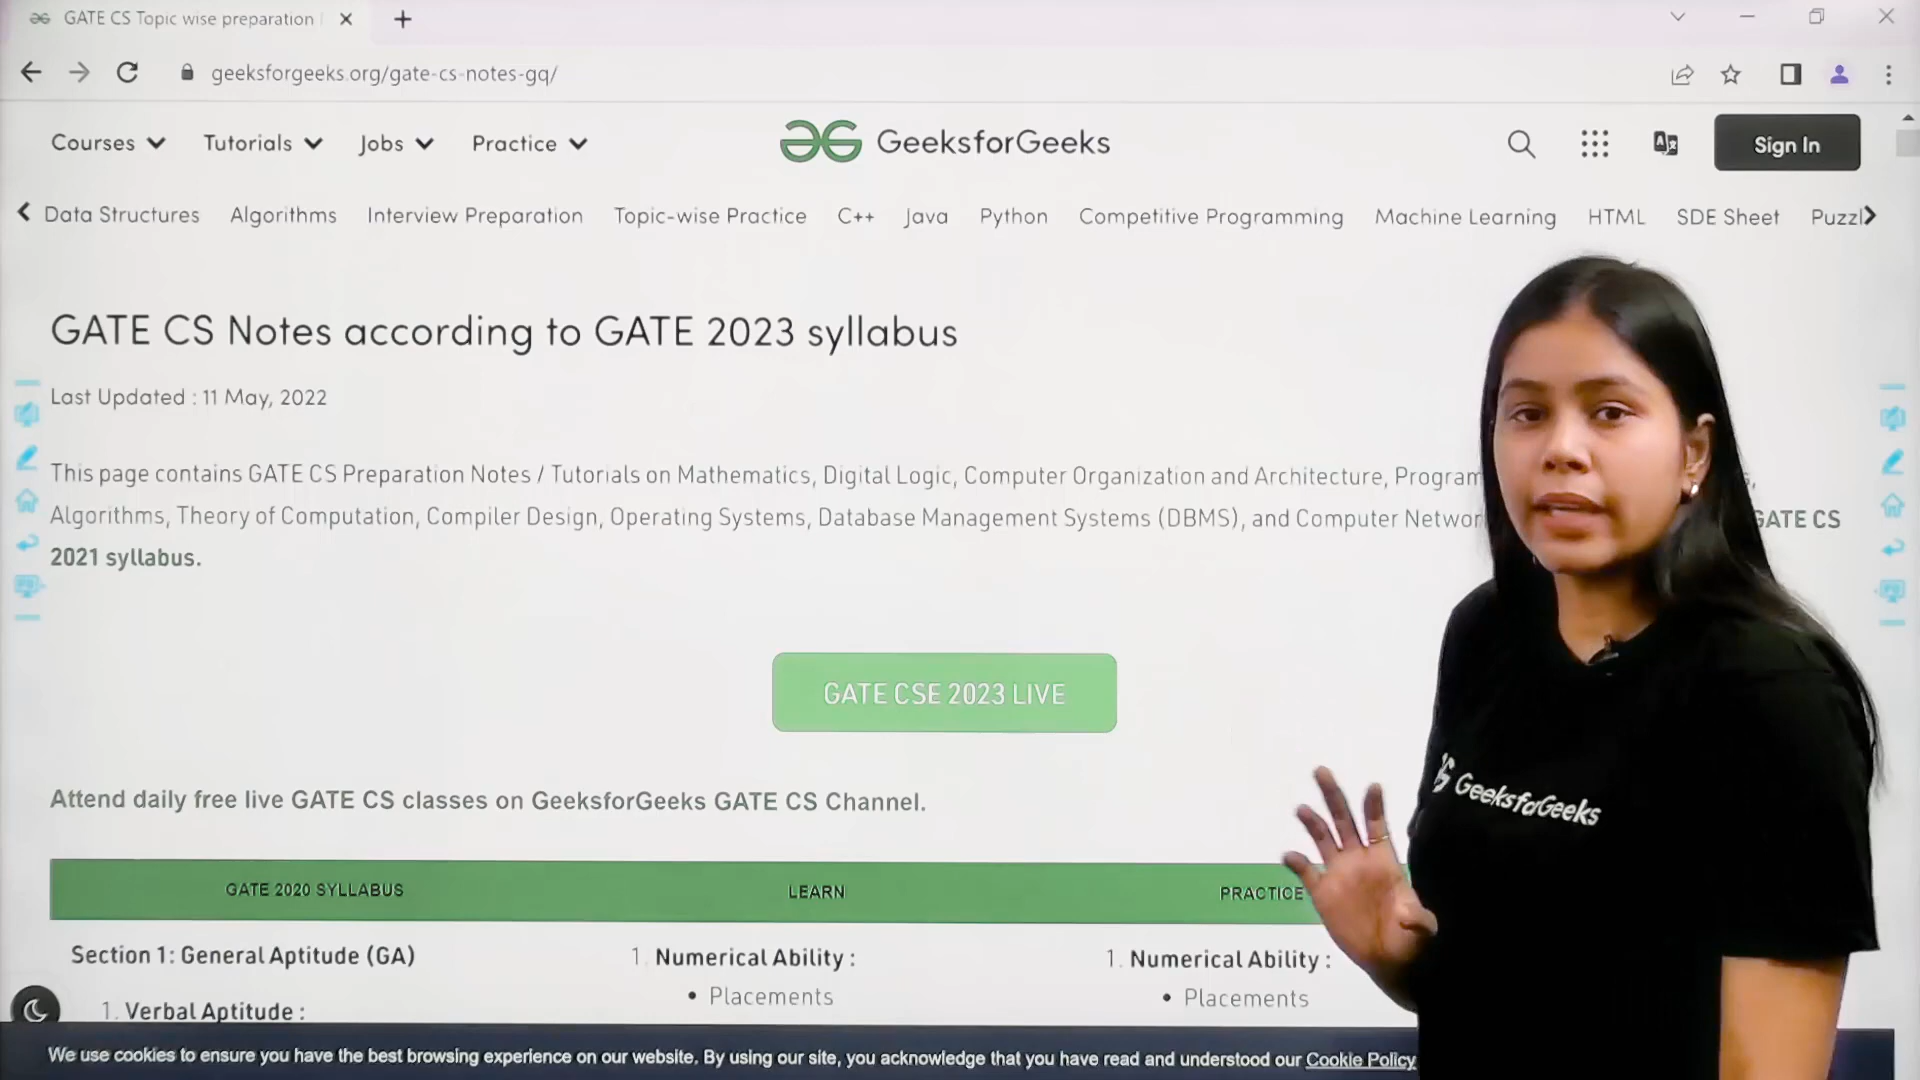 GATE CS Topic wise preparation
geeksforgeeks.org/gate-cs-notes-gq/
Courses Tutorials Jobs Practice GeeksforGeeks Sign In
Data Structures Algorithms Interview Preparation Topic-wise Practice C++ Java Python Competitive Programming Machine Learning HTML SDE Sheet Puzzl
GATE CS Notes according to GATE 2023 syllabus
Last Updated : 11 May, 2022
This page contains GATE CS Preparation Notes / Tutorials on Mathematics, Digital Logic, Computer Organization and Architecture, Program
Algorithms, Theory of Computation, Compiler Design, Operating Systems, Database Management Systems (DBMS), and Computer Networ GATE CS
2021 syllabus.
GATE CSE 2023 LIVE
Attend daily free live GATE CS classes on GeeksforGeeks GATE CS Channel.
GATE 2020 SYLLABUS LEARN PRACTICE
Section 1: General Aptitude (GA) 1. Numerical Ability : 1. Numerical Ability :
• Placements • Placements
1. Verbal Aptitude :
We use cookies to ensure you have the best browsing experience on our website. By using our site, you acknowledge that you have read and understood our Cookie Policy
GeeksforGeeks